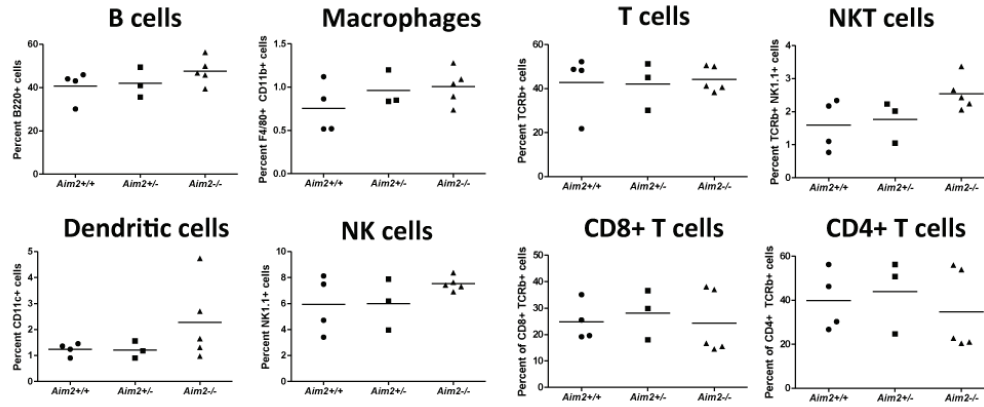 B cells
Percent B220+ cells
60
40
20
0
Aim2+/+ Aim2+/- Aim2-/-
Macrophages
Percent F4/80+ CD11b+ cells
1.5
1.0
0.5
0.0
Aim2+/+ Aim2+/- Aim2-/-
T cells
Percent TCRb+ cells
60
40
20
0
Aim2+/+ Aim2+/- Aim2-/-
NKT cells
Percent TCRb+ NK1.1+ cells
4
3
2
1
0
Aim2+/+ Aim2+/- Aim2-/-
Dendritic cells
Percent CD11c+ cells
5
4
3
2
1
0
Aim2+/+ Aim2+/- Aim2-/-
NK cells
Percent NK1.1+ cells
10
8
6
4
2
0
Aim2+/+ Aim2+/- Aim2-/-
CD8+ T cells
Percent of CD8+ TCRb+ cells
50
40
30
20
10
0
Aim2+/+ Aim2+/- Aim2-/-
CD4+ T cells
Percent of CD4+ TCRb+ cells
60
40
20
0
Aim2+/+ Aim2+/- Aim2-/-